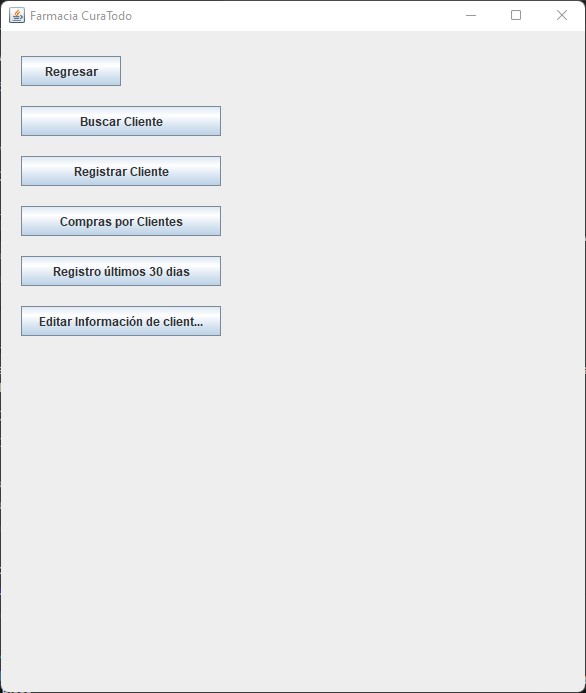 Farmacia CuraTodo
Regresar
Buscar Cliente
Registrar Cliente
Compras por Clientes
Registro últimos 30 dias
Editar Información de client...